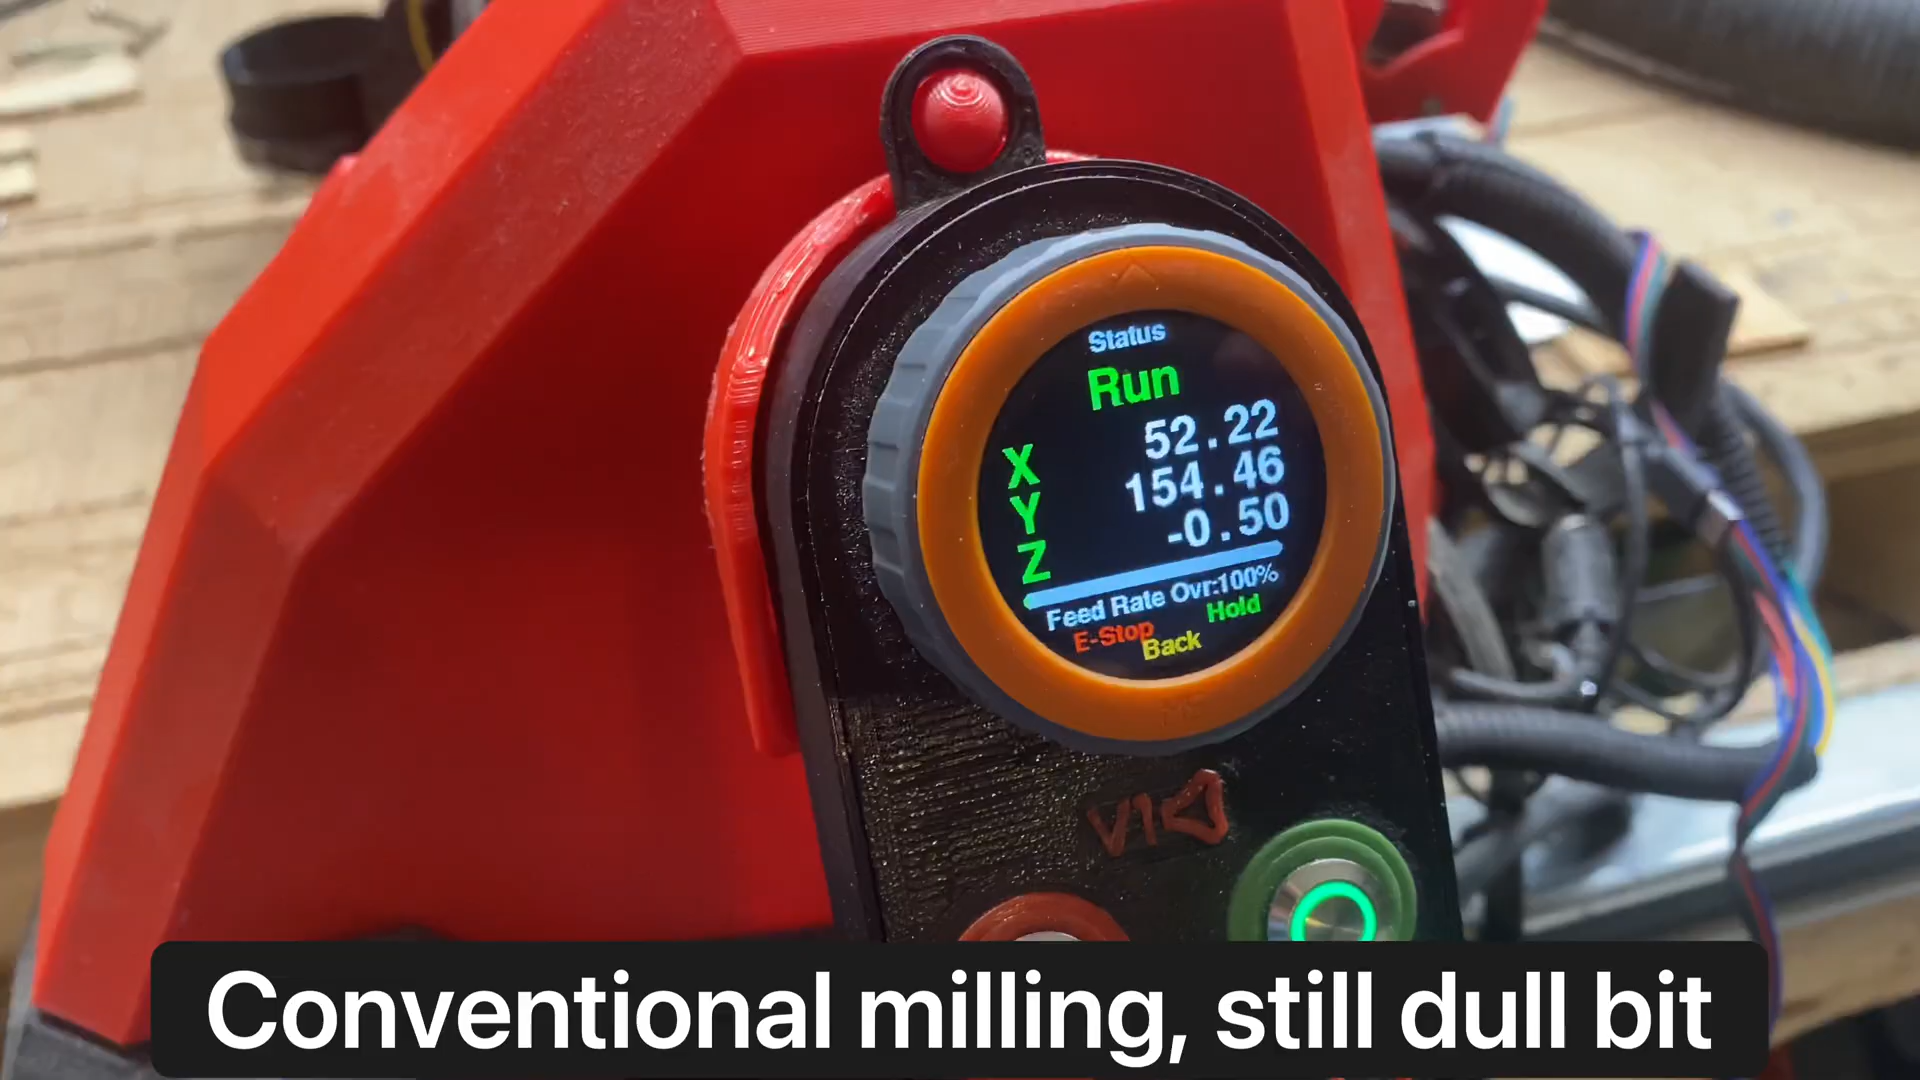 Status
Run
X 52.22
Y 154.46
Z -0.50
Feed Rate Ovr:100%
E-Stop Hold
Back
V1
Conventional milling, still dull bit